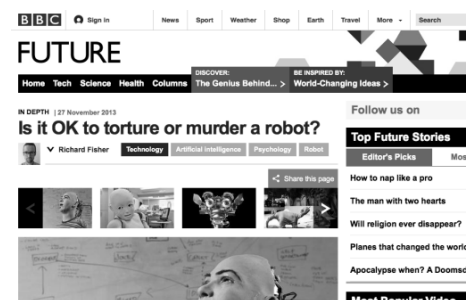 BBC Sign in News Sport Weather Shop Earth Travel More Search
FUTURE
DISCOVER: BE INSPIRED BY:
Home Tech Science Health Columns The Genius Behind... > World-Changing Ideas >
IN DEPTH | 27 November 2013
Is it OK to torture or murder a robot?
Richard Fisher Technology Artificial intelligence Psychology Robot
Share this page
Follow us on
Top Future Stories
Editor's Picks Mos
How to nap like a pro
The man with two hearts
Will religion ever disappear?
Planes that changed the world
Apocalypse when? A Doomsd
Most Popular Video